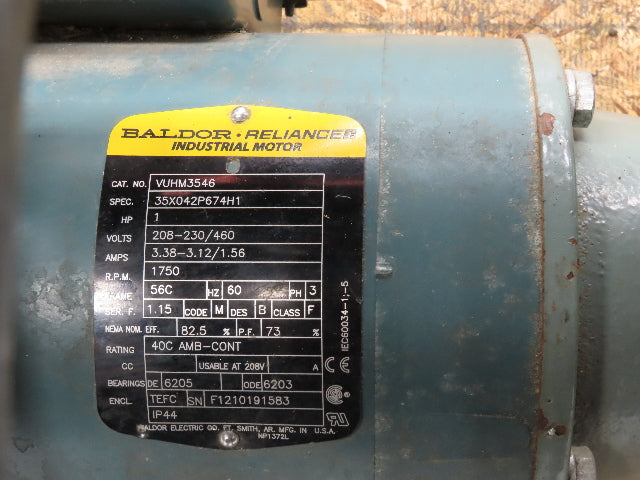 BALDOR • RELIANCER
INDUSTRIAL MOTOR
CAT. NO. VUHM3546
SPEC. 35X042P674H1
HP 1
VOLTS 208-230/460
AMPS 3.38-3.12/1.56
R.P.M. 1750
FRAME 56C HZ 60 PH 3
SER. F. 1.15 CODE M DES B CLASS F
NEMA NOM. EFF. 82.5 % P.F. 73 %
RATING 40C AMB-CONT
CC USABLE AT 208V A
BEARINGS DE 6205 ODE 6203
ENCL. TEFC SN F1210191583
IP44
BALDOR ELECTRIC CO. FT. SMITH, AR. MFG. IN U.S.A.
NP1372L
IEC60034-1;-5
CE